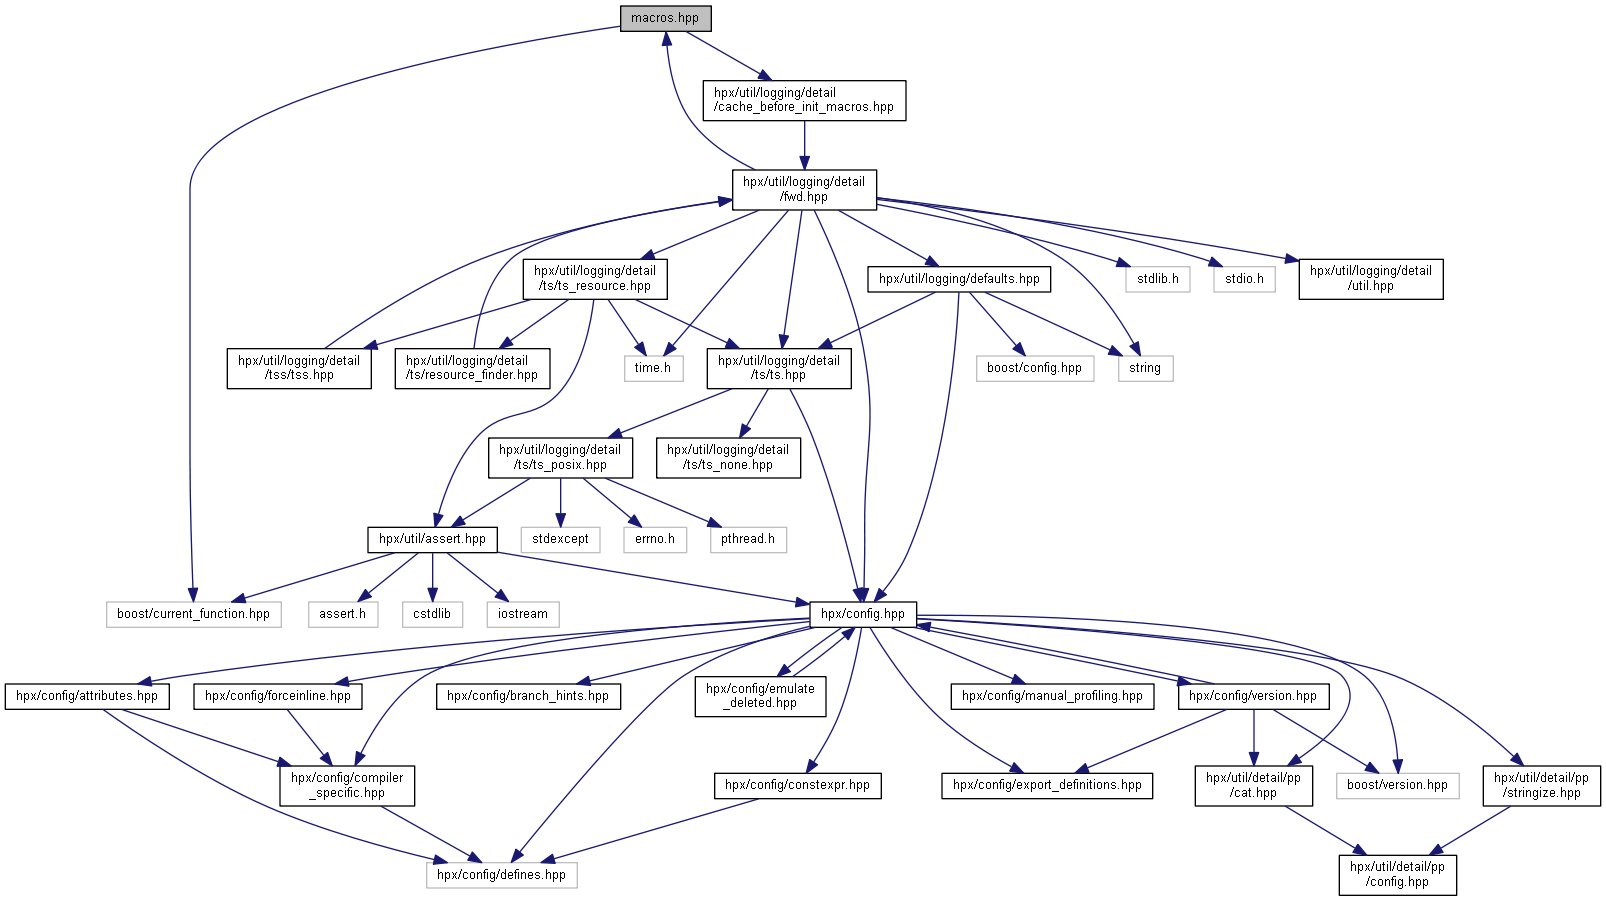 macros.hpp
hpx/util/logging/detail
/cache_before_init_macros.hpp
hpx/util/logging/detail
/fwd.hpp
hpx/util/logging/detail
/ts/ts_resource.hpp
hpx/util/logging/defaults.hpp
stdlib.h
stdio.h
hpx/util/logging/detail
/util.hpp
hpx/util/logging/detail
/tss/tss.hpp
hpx/util/logging/detail
/ts/resource_finder.hpp
time.h
hpx/util/logging/detail
/ts/ts.hpp
boost/config.hpp
string
hpx/util/logging/detail
/ts/ts_posix.hpp
hpx/util/logging/detail
/ts/ts_none.hpp
hpx/util/assert.hpp
stdexcept
errno.h
pthread.h
boost/current_function.hpp
assert.h
cstdlib
iostream
hpx/config.hpp
hpx/config/attributes.hpp
hpx/config/forceinline.hpp
hpx/config/branch_hints.hpp
hpx/config/emulate
_deleted.hpp
hpx/config/manual_profiling.hpp
hpx/config/version.hpp
hpx/config/compiler
_specific.hpp
hpx/config/constexpr.hpp
hpx/config/export_definitions.hpp
hpx/util/detail/pp
/cat.hpp
boost/version.hpp
hpx/util/detail/pp
/stringize.hpp
hpx/config/defines.hpp
hpx/util/detail/pp
/config.hpp